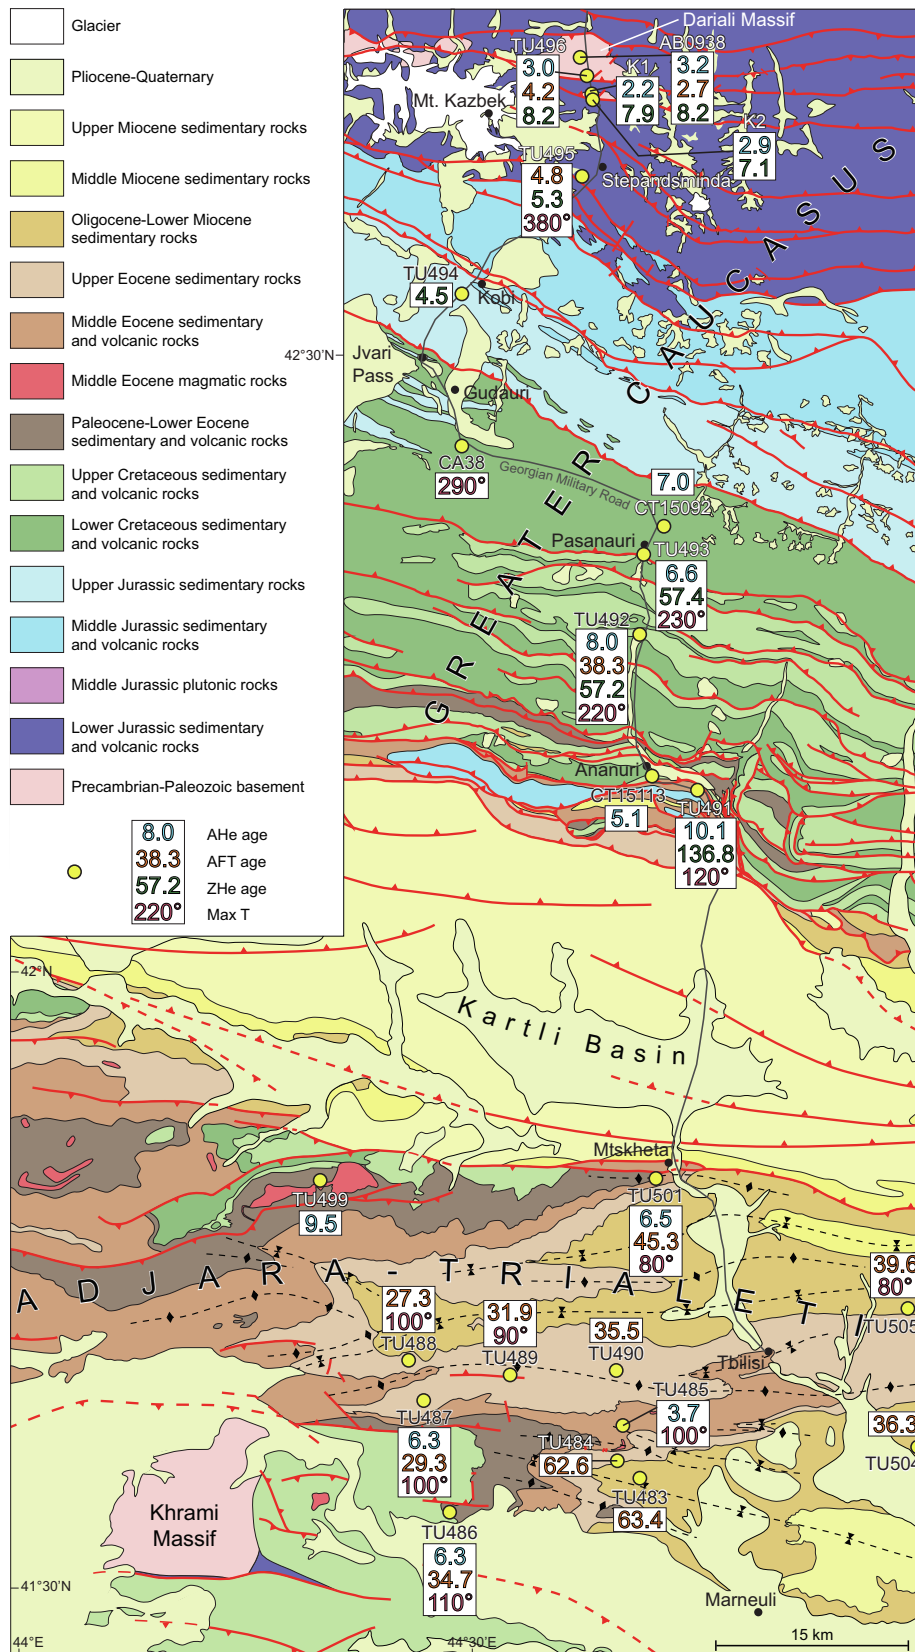 Glacier
Pliocene-Quaternary
Upper Miocene sedimentary rocks
Middle Miocene sedimentary rocks
Oligocene-Lower Miocene
sedimentary rocks
Upper Eocene sedimentary rocks
Middle Eocene sedimentary
and volcanic rocks
Middle Eocene magmatic rocks
Paleocene-Lower Eocene
sedimentary and volcanic rocks
Upper Cretaceous sedimentary
and volcanic rocks
Lower Cretaceous sedimentary
and volcanic rocks
Upper Jurassic sedimentary rocks
Middle Jurassic sedimentary
and volcanic rocks
Middle Jurassic plutonic rocks
Lower Jurassic sedimentary
and volcanic rocks
Precambrian-Paleozoic basement
8.0 AHe age
38.3 AFT age
57.2 ZHe age
220° Max T
Dariali Massif
TU496
3.0
4.2
8.2
AB0938
3.2
2.7
8.2
K1
2.2
7.9
K2
2.9
7.1
Mt. Kazbek
TU495
4.8
5.3
380°
Stepandsminda
GREATER CAUCASUS
TU494
4.5
Kobi
42°30'N
Jvari
Pass
Gudauri
CA38
290°
Georgian Military Road
7.0
CT15092
Pasanauri
TU493
6.6
57.4
230°
TU492
8.0
38.3
57.2
220°
Ananuri
CT15113
5.1
TU491
10.1
136.8
120°
42°N
Kartli Basin
Mtskheta
TU499
9.5
TU501
6.5
45.3
80°
39.6
80°
TU505
ADJARA-TRIALETI
27.3
100°
TU488
31.9
90°
TU489
35.5
TU490
Tbilisi
TU487
6.3
29.3
100°
TU485
3.7
100°
36.3
TU504
TU484
62.6
TU483
63.4
Khrami
Massif
TU486
6.3
34.7
110°
41°30'N
Marneuli
44°E
44°30'E
15 km